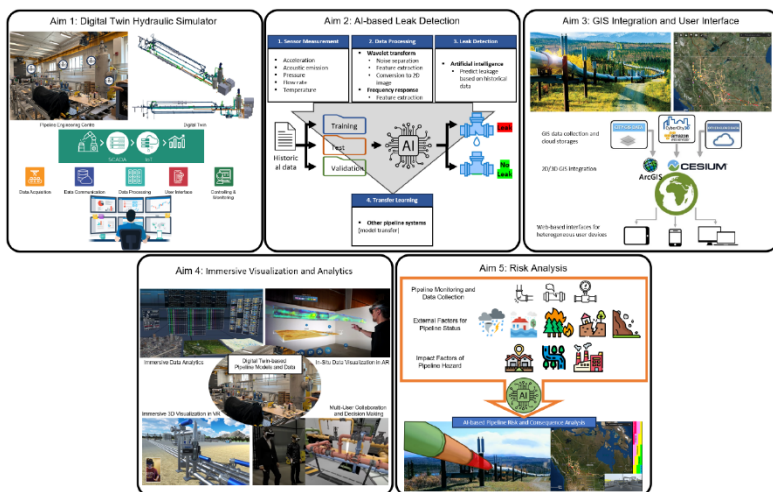 Aim 1: Digital Twin Hydraulic Simulator
Pipeline Engineering Centre
Digital Twin
SCADA
IIoT
Data Acquisition
Data Communication
Data Processing
User Interface
Controlling &
Monitoring
Aim 2: AI-based Leak Detection
1. Sensor Measurement
• Acceleration
• Acoustic emission
• Pressure
• Flow rate
• Temperature
2. Data Processing
Wavelet transform
• Noise separation
• Feature extraction
• Conversion to 2D
image
Frequency response
• Feature extraction
3. Leak Detection
• Artificial intelligence
• Predict leakage
based on historical
data
Historic
al data
Training
Test
Validation
AI
Leak
No
Leak
4. Transfer Learning
• Other pipeline systems
(model transfer)
Aim 3: GIS Integration and User Interface
GIS data collection and
cloud storages
CyberCity3D
amazon
2D/3D GIS Integration
ArcGIS
CESIUM
Web-based interfaces for
heterogeneous user devices
Aim 4: Immersive Visualization and Analytics
Immersive Data Analytics
In-Situ Data Visualization in AR
Digital Twin-based
Pipeline Models and Data
Immersive 3D Visualization in VR
Multi-User Collaboration
and Decision Making
Aim 5: Risk Analysis
Pipeline Monitoring and
Data Collection
External Factors for
Pipeline Status
Impact Factors of
Pipeline Hazard
AI
AI-Based Pipeline Risk and Consequence Analysis